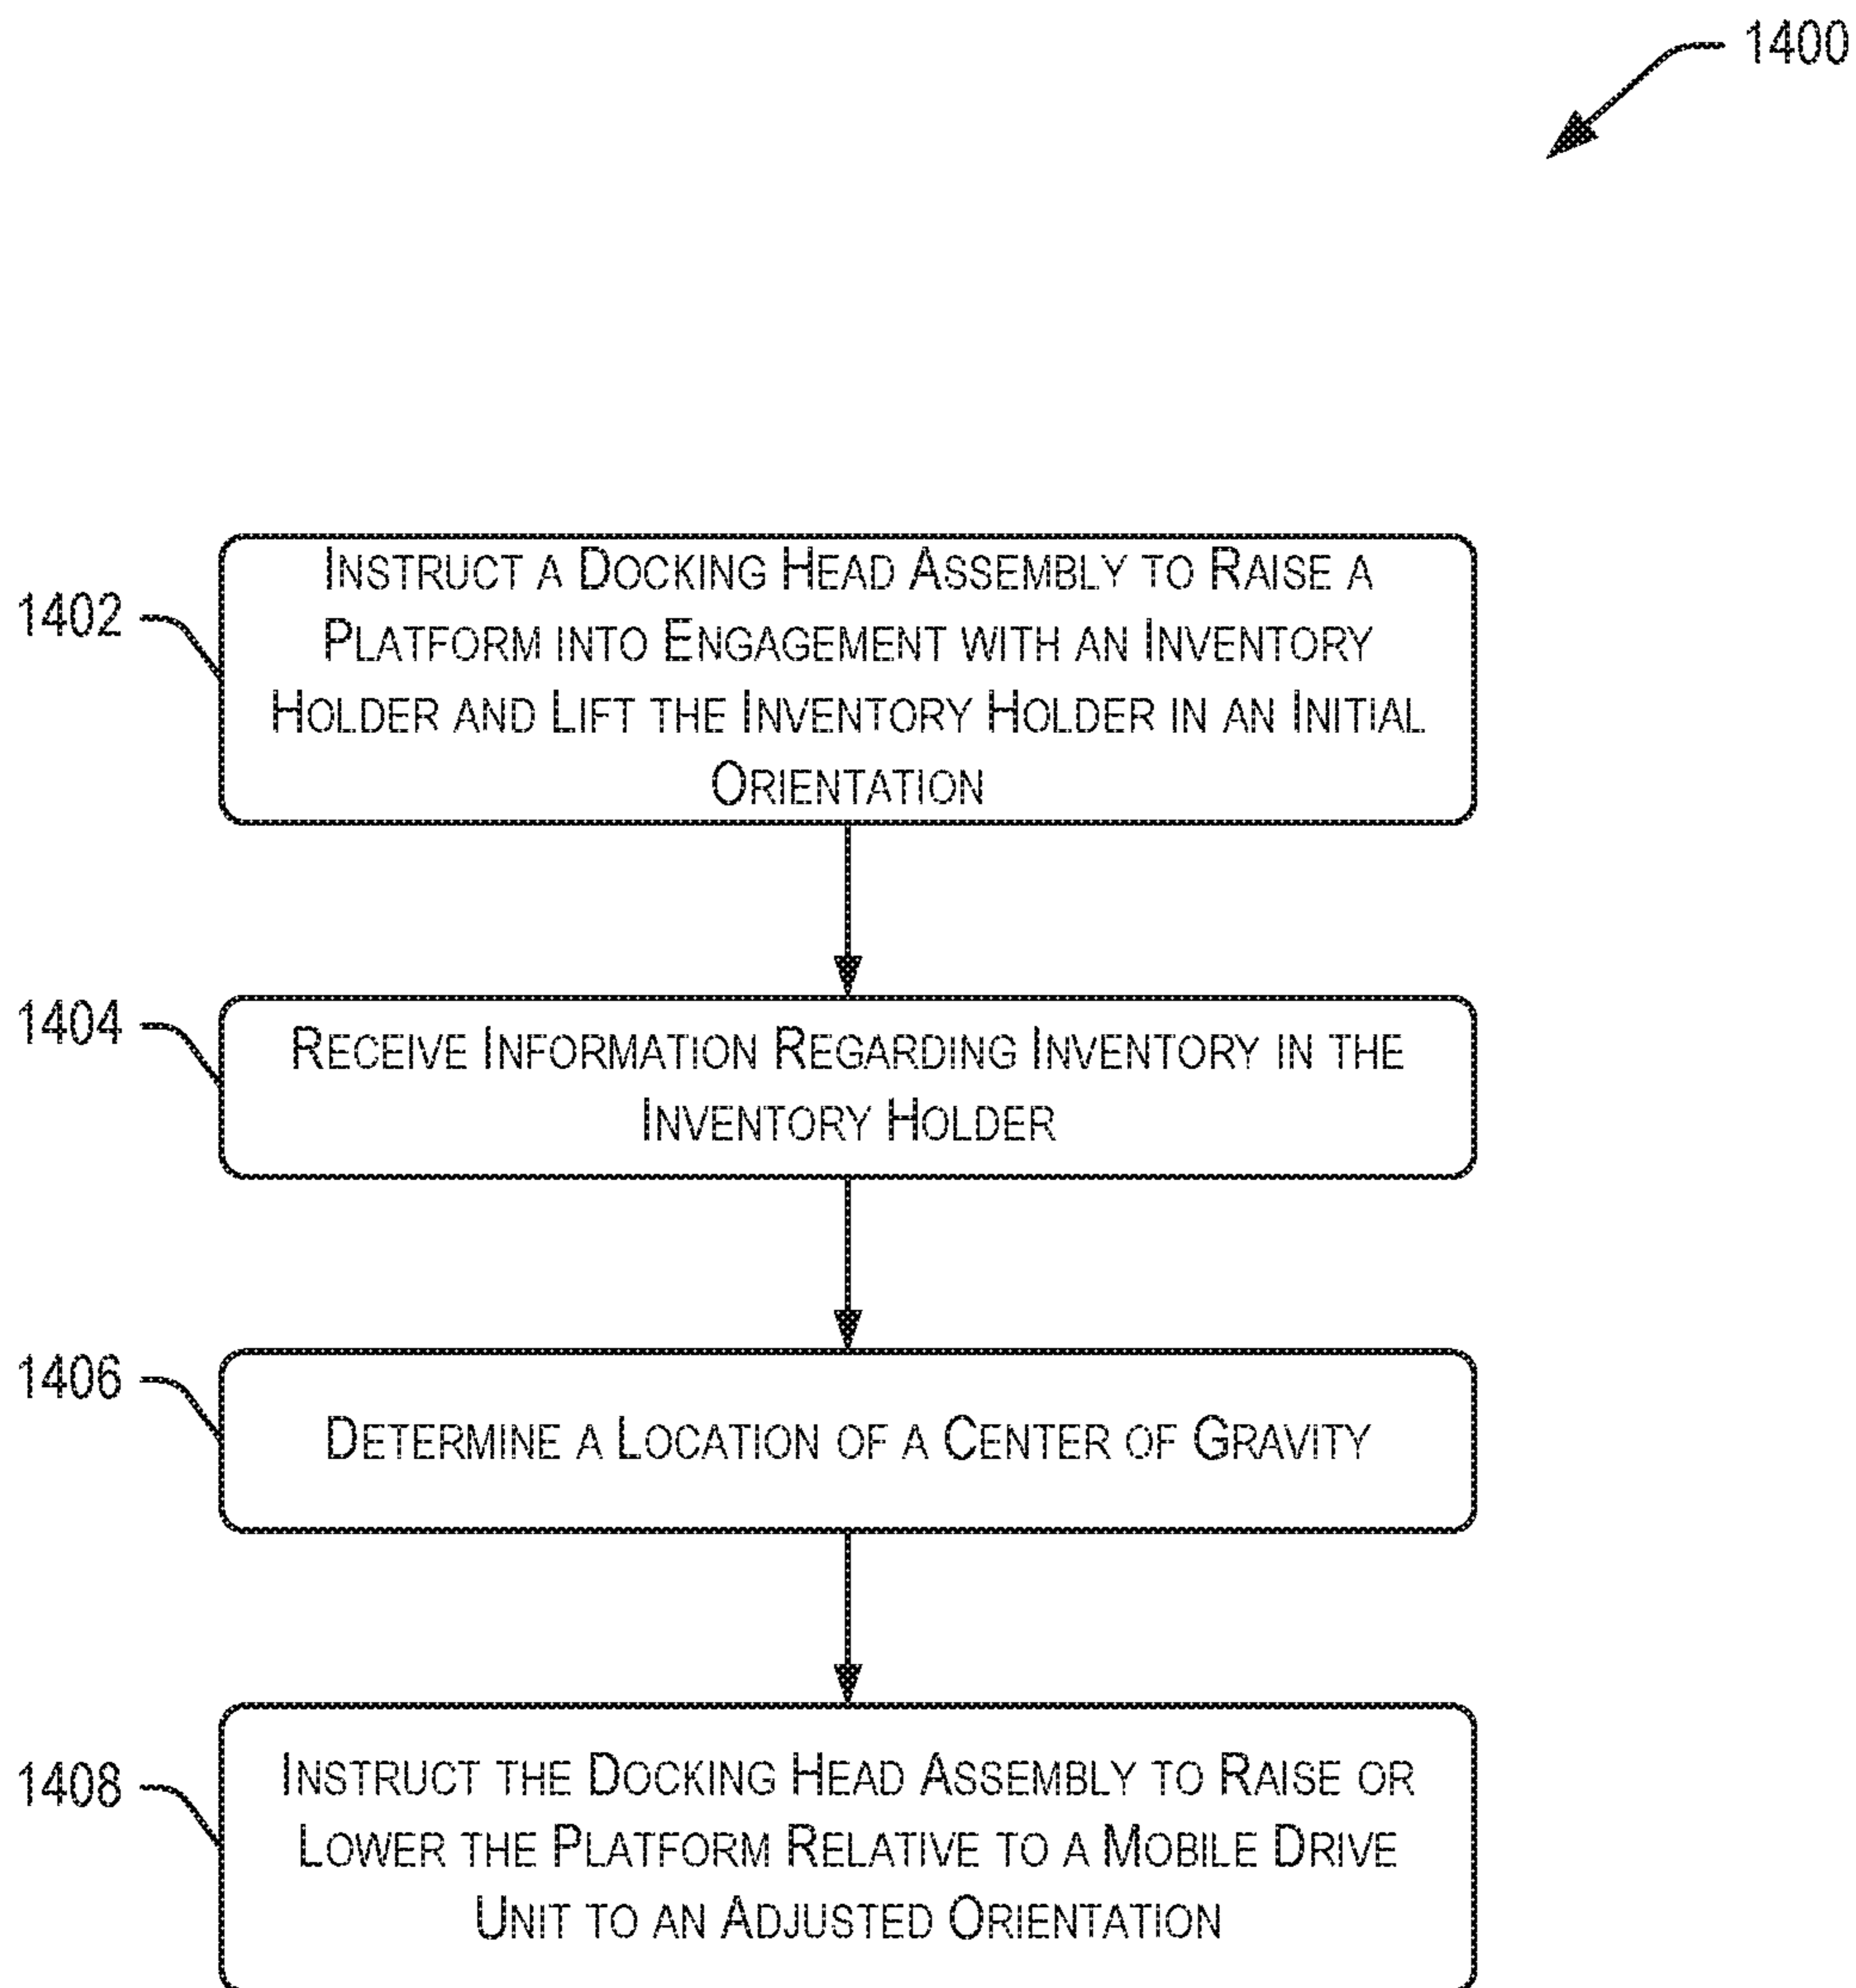 1400
1402
INSTRUCT A DOCKING HEAD ASSEMBLY TO RAISE A
PLATFORM INTO ENGAGEMENT WITH AN INVENTORY
HOLDER AND LIFT THE INVENTORY HOLDER IN AN INITIAL
ORIENTATION
1404
RECEIVE INFORMATION REGARDING INVENTORY IN THE
INVENTORY HOLDER
1406
DETERMINE A LOCATION OF A CENTER OF GRAVITY
1408
INSTRUCT THE DOCKING HEAD ASSEMBLY TO RAISE OR
LOWER THE PLATFORM RELATIVE TO A MOBILE DRIVE
UNIT TO AN ADJUSTED ORIENTATION